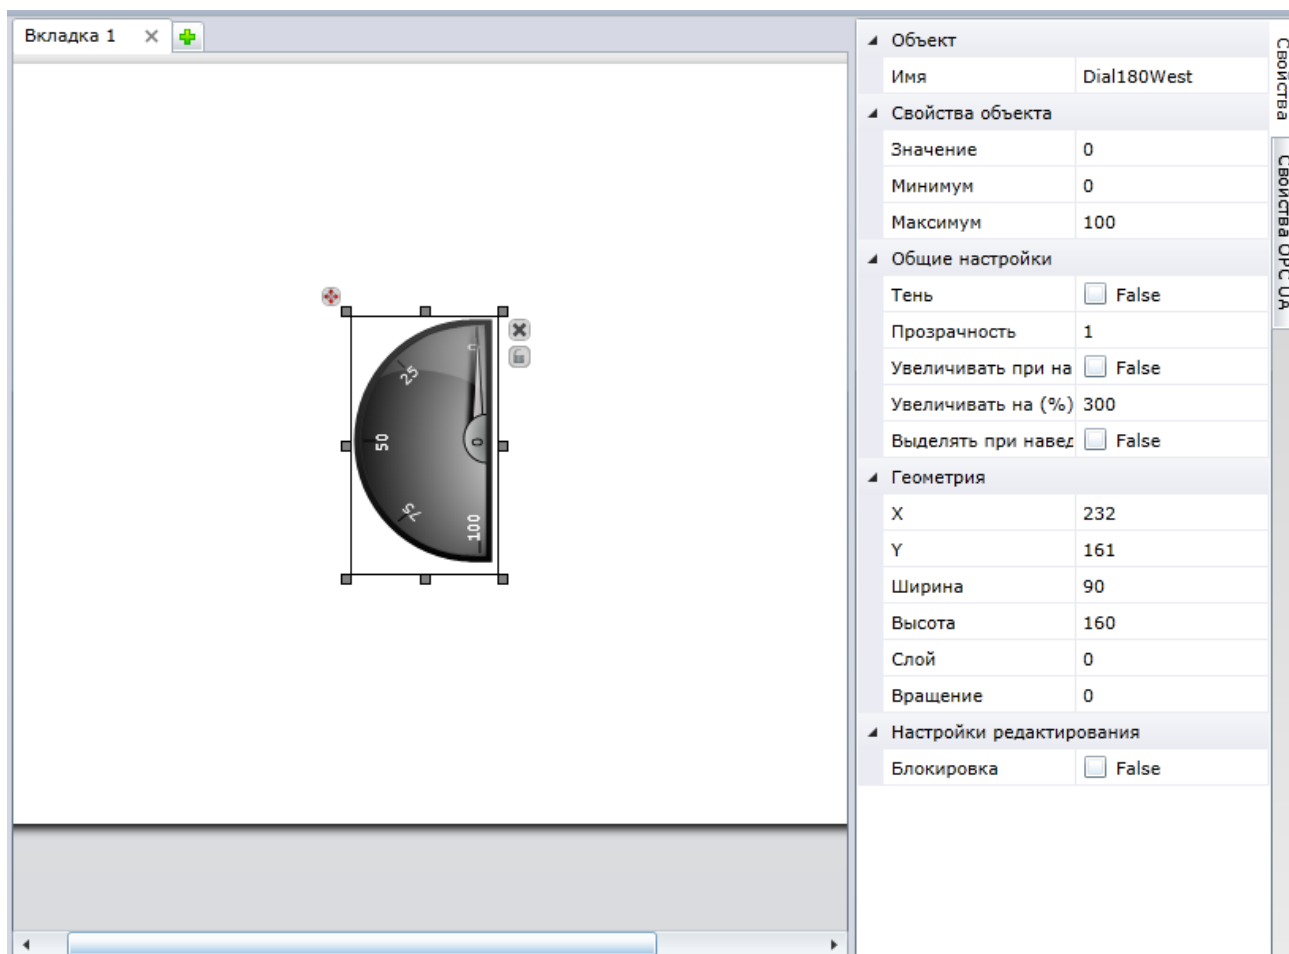 Вкладка 1
Объект
Имя Dial180West
Свойства объекта
Значение 0
Минимум 0
Максимум 100
Общие настройки
Тень False
Прозрачность 1
Увеличивать при на False
Увеличивать на (%) 300
Выделять при навед False
Геометрия
X 232
Y 161
Ширина 90
Высота 160
Слой 0
Вращение 0
Настройки редактирования
Блокировка False
Свойства
Свойства OPC UA
0
25
50
75
100
0